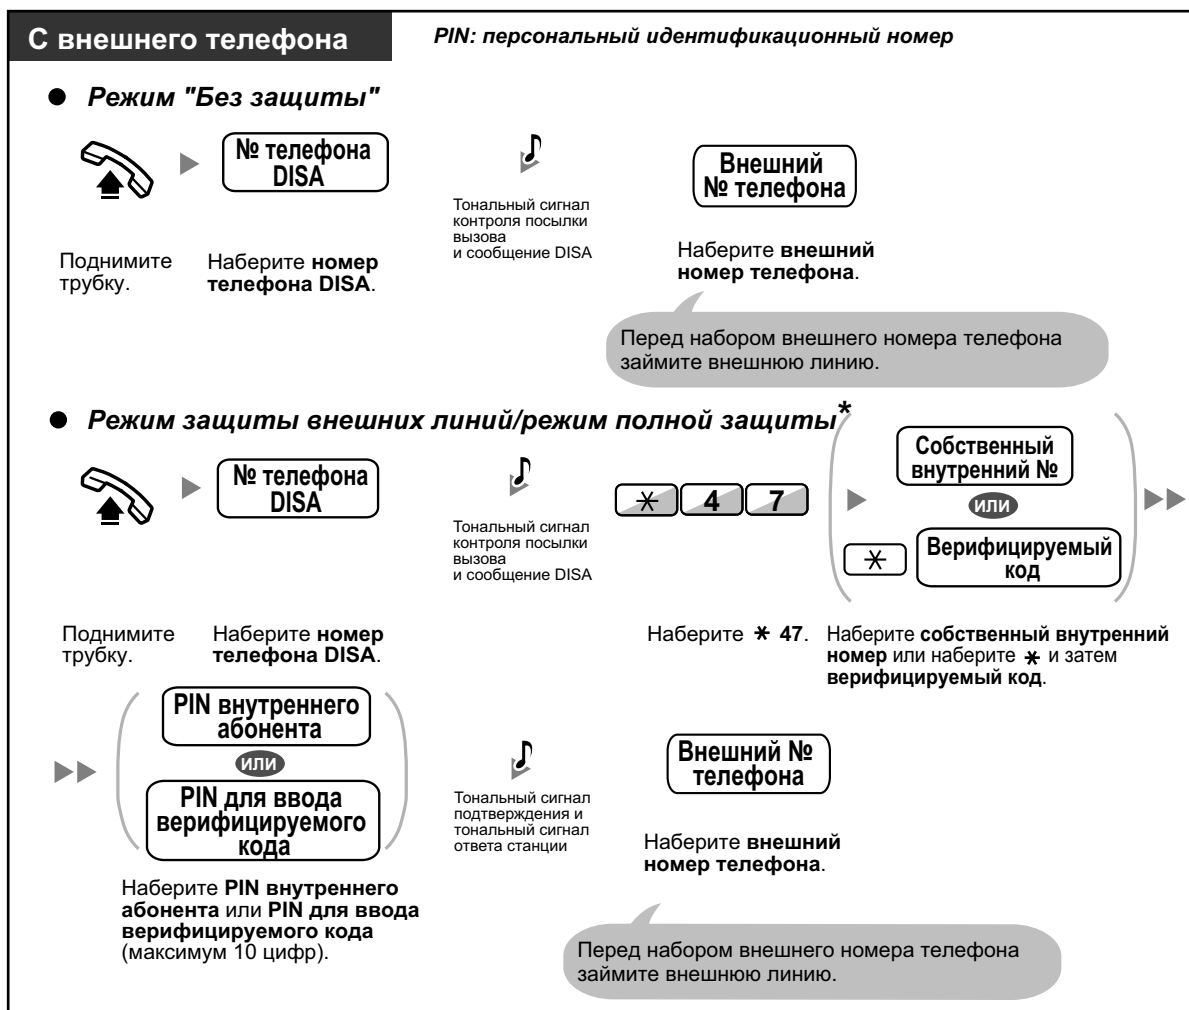 С внешнего телефона
PIN: персональный идентификационный номер
● Режим "Без защиты"
№ телефона
DISA
Внешний
№ телефона
Тональный сигнал
контроля посылки
вызова
и сообщение DISA
Поднимите
трубку.
Наберите номер
телефона DISA.
Наберите внешний
номер телефона.
Перед набором внешнего номера телефона
займите внешнюю линию.
● Режим защиты внешних линий/режим полной защиты*
№ телефона
DISA
Тональный сигнал
контроля посылки
вызова
и сообщение DISA
* 4 7
Собственный
внутренний №
или
* Верифицируемый
код
Поднимите
трубку.
Наберите номер
телефона DISA.
Наберите * 47.
Наберите собственный внутренний
номер или наберите * и затем
верифицируемый код.
PIN внутреннего
абонента
или
PIN для ввода
верифицируемого
кода
Тональный сигнал
подтверждения и
тональный сигнал
ответа станции
Внешний №
телефона
Наберите внешний
номер телефона.
Наберите PIN внутреннего
абонента или PIN для ввода
верифицируемого кода
(максимум 10 цифр).
Перед набором внешнего номера телефона
займите внешнюю линию.